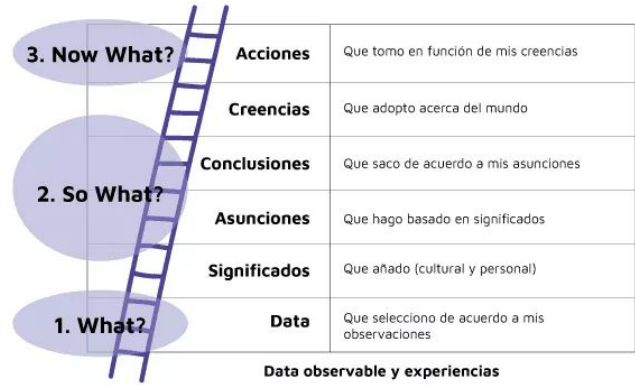 3. Now What?
Acciones
Que tomo en función de mis creencias
Creencias
Que adopto acerca del mundo
2. So What?
Conclusiones
Que saco de acuerdo a mis asunciones
Asunciones
Que hago basado en significados
Significados
Que añado (cultural y personal)
1. What?
Data
Que selecciono de acuerdo a mis
observaciones
Data observable y experiencias